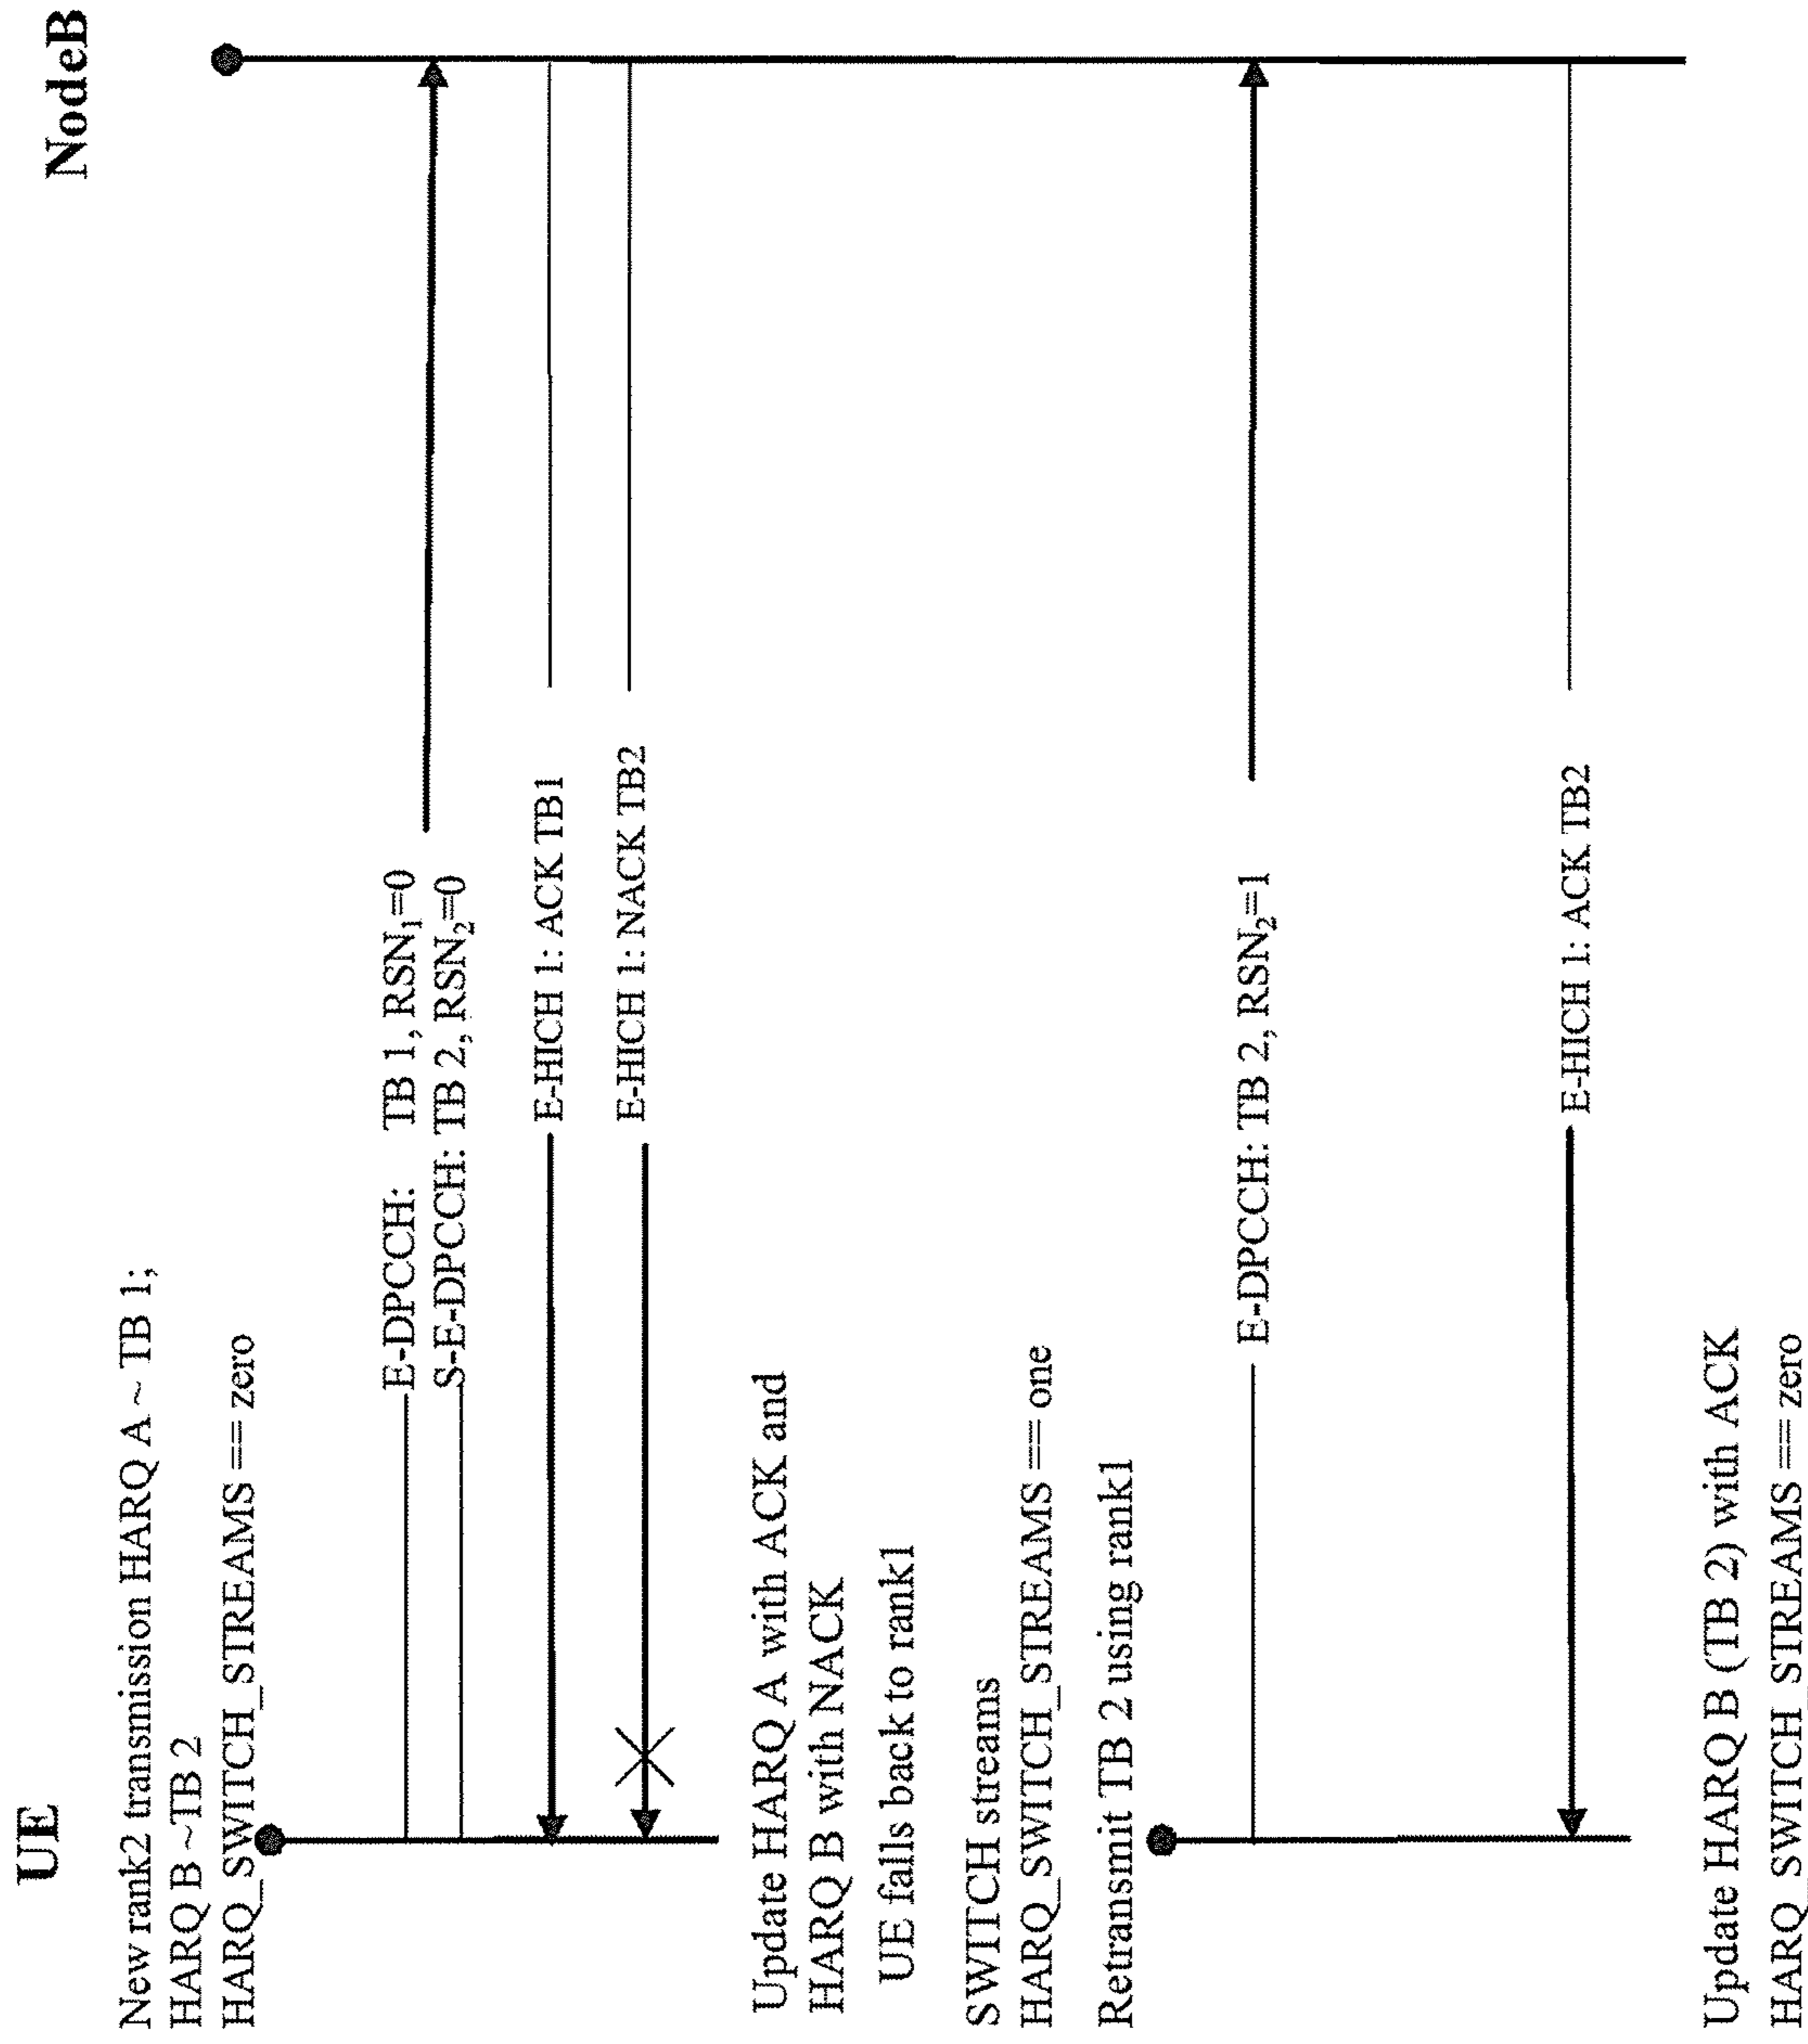 UE
NodeB
New rank2 transmission HARQ A ~ TB 1;
HARQ B ~TB 2
HARQ_SWITCH_STREAMS == zero
E-DPCCH: TB 1, RSN₁=0
S-E-DPCCH: TB 2, RSN₂=0
E-HICH 1: ACK TB1
E-HICH 1: NACK TB2
Update HARQ A with ACK and
HARQ B with NACK
UE falls back to rank1
SWITCH streams
HARQ_SWITCH_STREAMS == one
Retransmit TB 2 using rank1
E-DPCCH: TB 2, RSN₂=1
E-HICH 1: ACK TB2
Update HARQ B (TB 2) with ACK
HARQ_SWITCH_STREAMS == zero